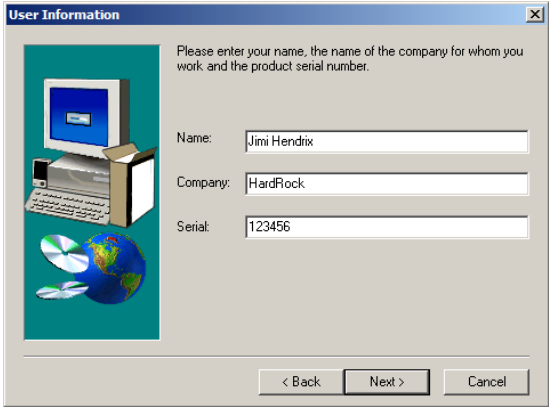 User Information
Please enter your name, the name of the company for whom you
work and the product serial number.
Name:
Jimi Hendrix
Company:
HardRock
Serial:
123456
< Back
Next >
Cancel